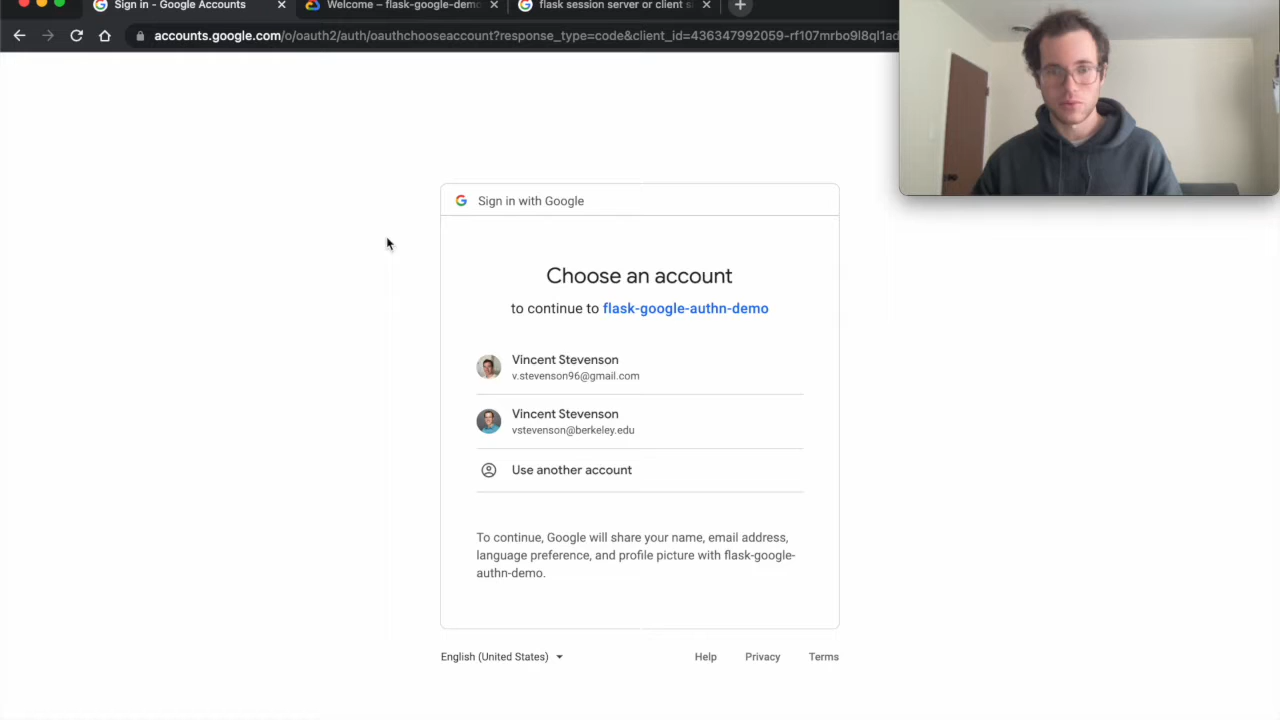 Sign in - Google Accounts
Welcome – flask-google-demo
flask session server or client s
accounts.google.com/o/oauth2/auth/oauthchooseaccount?response_type=code&client_id=436347992059-rf107mrbo9l8ql1ad
Sign in with Google
Choose an account
to continue to flask-google-authn-demo
Vincent Stevenson
v.stevenson96@gmail.com
Vincent Stevenson
vstevenson@berkeley.edu
Use another account
To continue, Google will share your name, email address,
language preference, and profile picture with flask-google-
authn-demo.
English (United States)
Help
Privacy
Terms